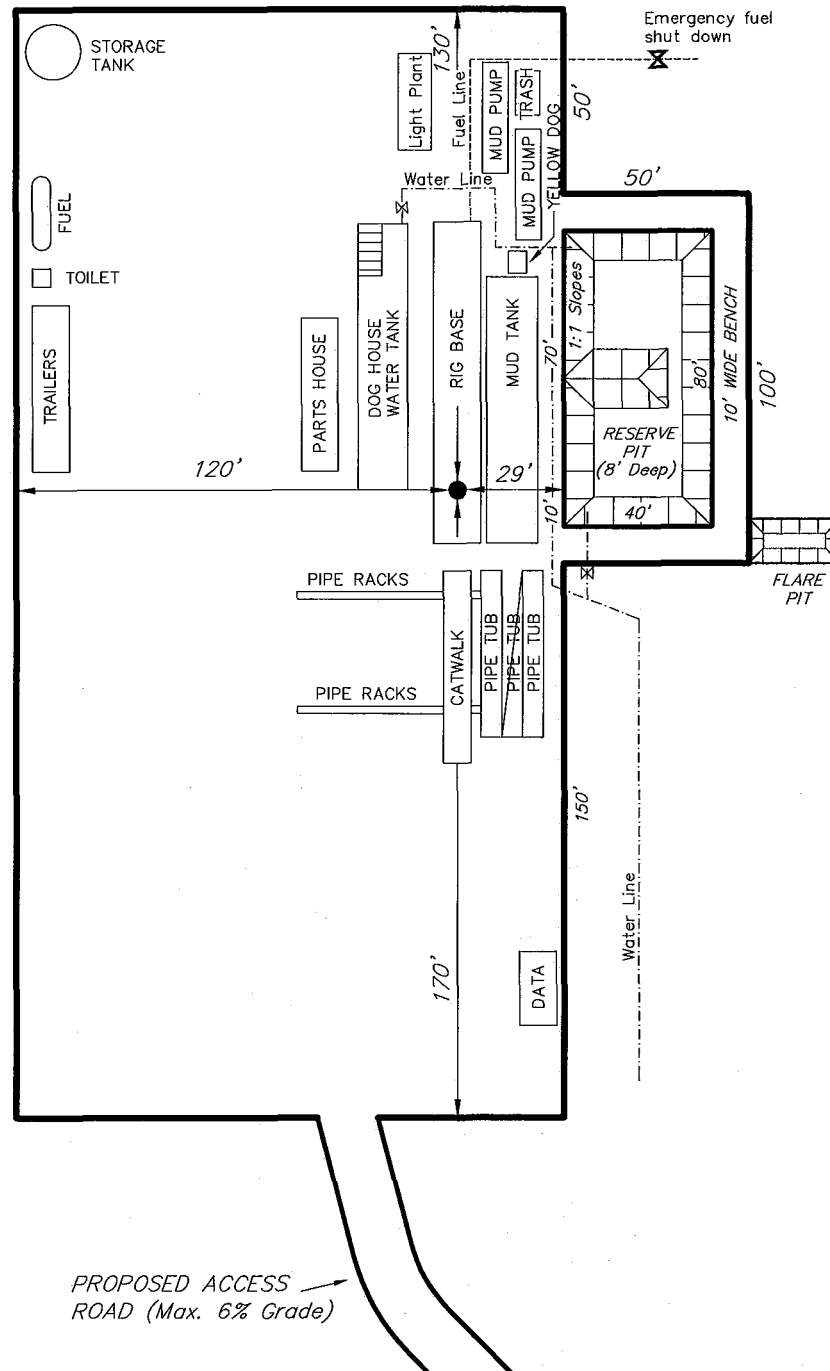 Emergency fuel
shut down
STORAGE
TANK
130'
Light Plant
Fuel Line
MUD PUMP
TRASH
50'
MUD PUMP
YELLOW DOG
Water Line
50'
FUEL
TOILET
TRAILERS
PARTS HOUSE
DOG HOUSE
WATER TANK
RIG BASE
MUD TANK
1:1 Slopes
70'
80'
10' WIDE BENCH
100'
RESERVE
PIT
(8' Deep)
120'
29'
10'
40'
FLARE
PIT
PIPE RACKS
CATWALK
PIPE TUB
PIPE TUB
PIPE TUB
PIPE RACKS
150'
Water Line
170'
DATA
PROPOSED ACCESS
ROAD (Max. 6% Grade)